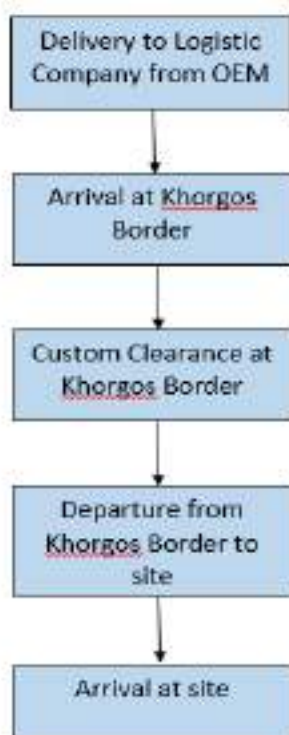 Delivery to Logistic
Company from OEM
Arrival at Khorgos
Border
Custom Clearance at
Khorgos Border
Departure from
Khorgos Border to
site
Arrival at site